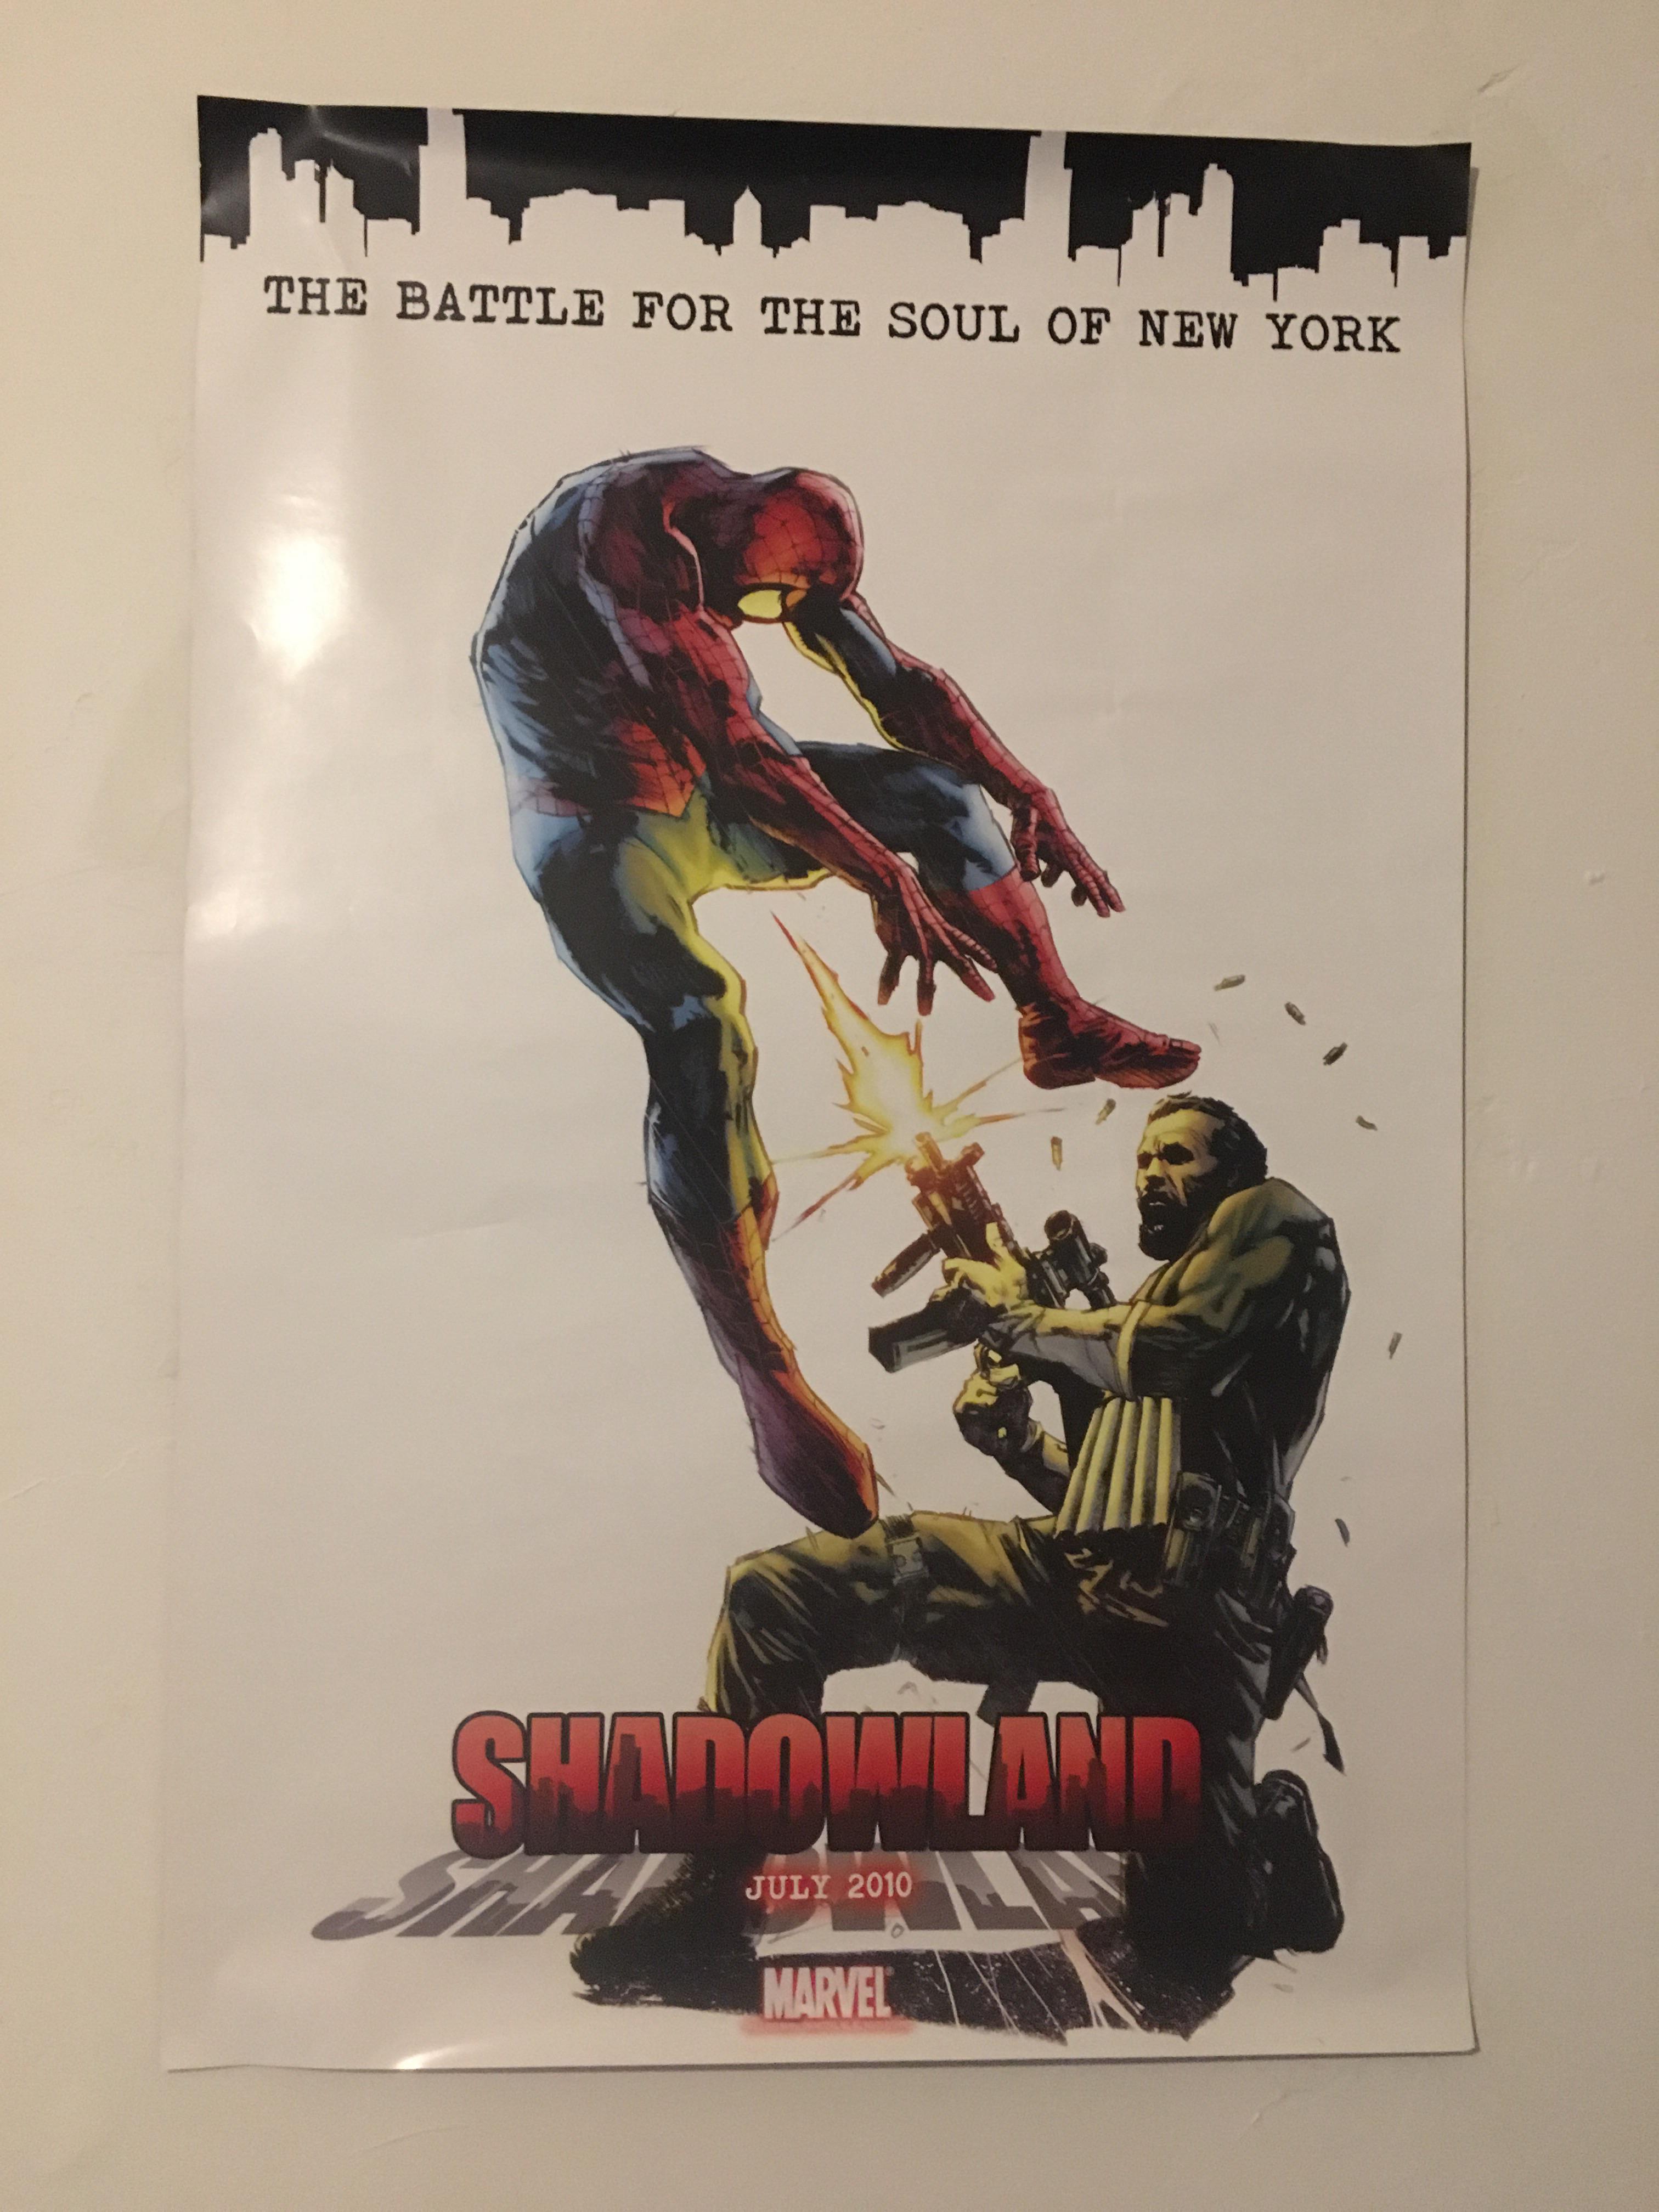 THE BATTLE FOR THE SOUL OF NEW YORK
SHADOWLAND
JULY 2010
MARVEL